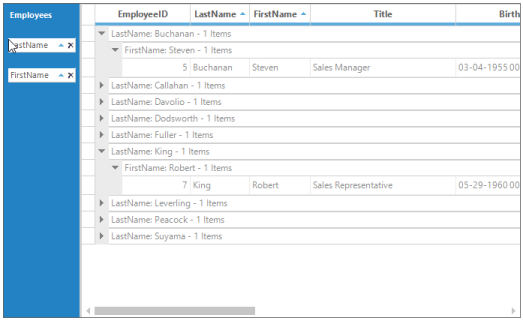 Employees
LastName
FirstName
EmployeeID LastName FirstName Title Birth
LastName: Buchanan - 1 Items
FirstName: Steven - 1 Items
5 Buchanan Steven Sales Manager 03-04-1955 00
LastName: Callahan - 1 Items
LastName: Davolio - 1 Items
LastName: Dodsworth - 1 Items
LastName: Fuller - 1 Items
LastName: King - 1 Items
FirstName: Robert - 1 Items
7 King Robert Sales Representative 05-29-1960 00
LastName: Leverling - 1 Items
LastName: Peacock - 1 Items
LastName: Suyama - 1 Items